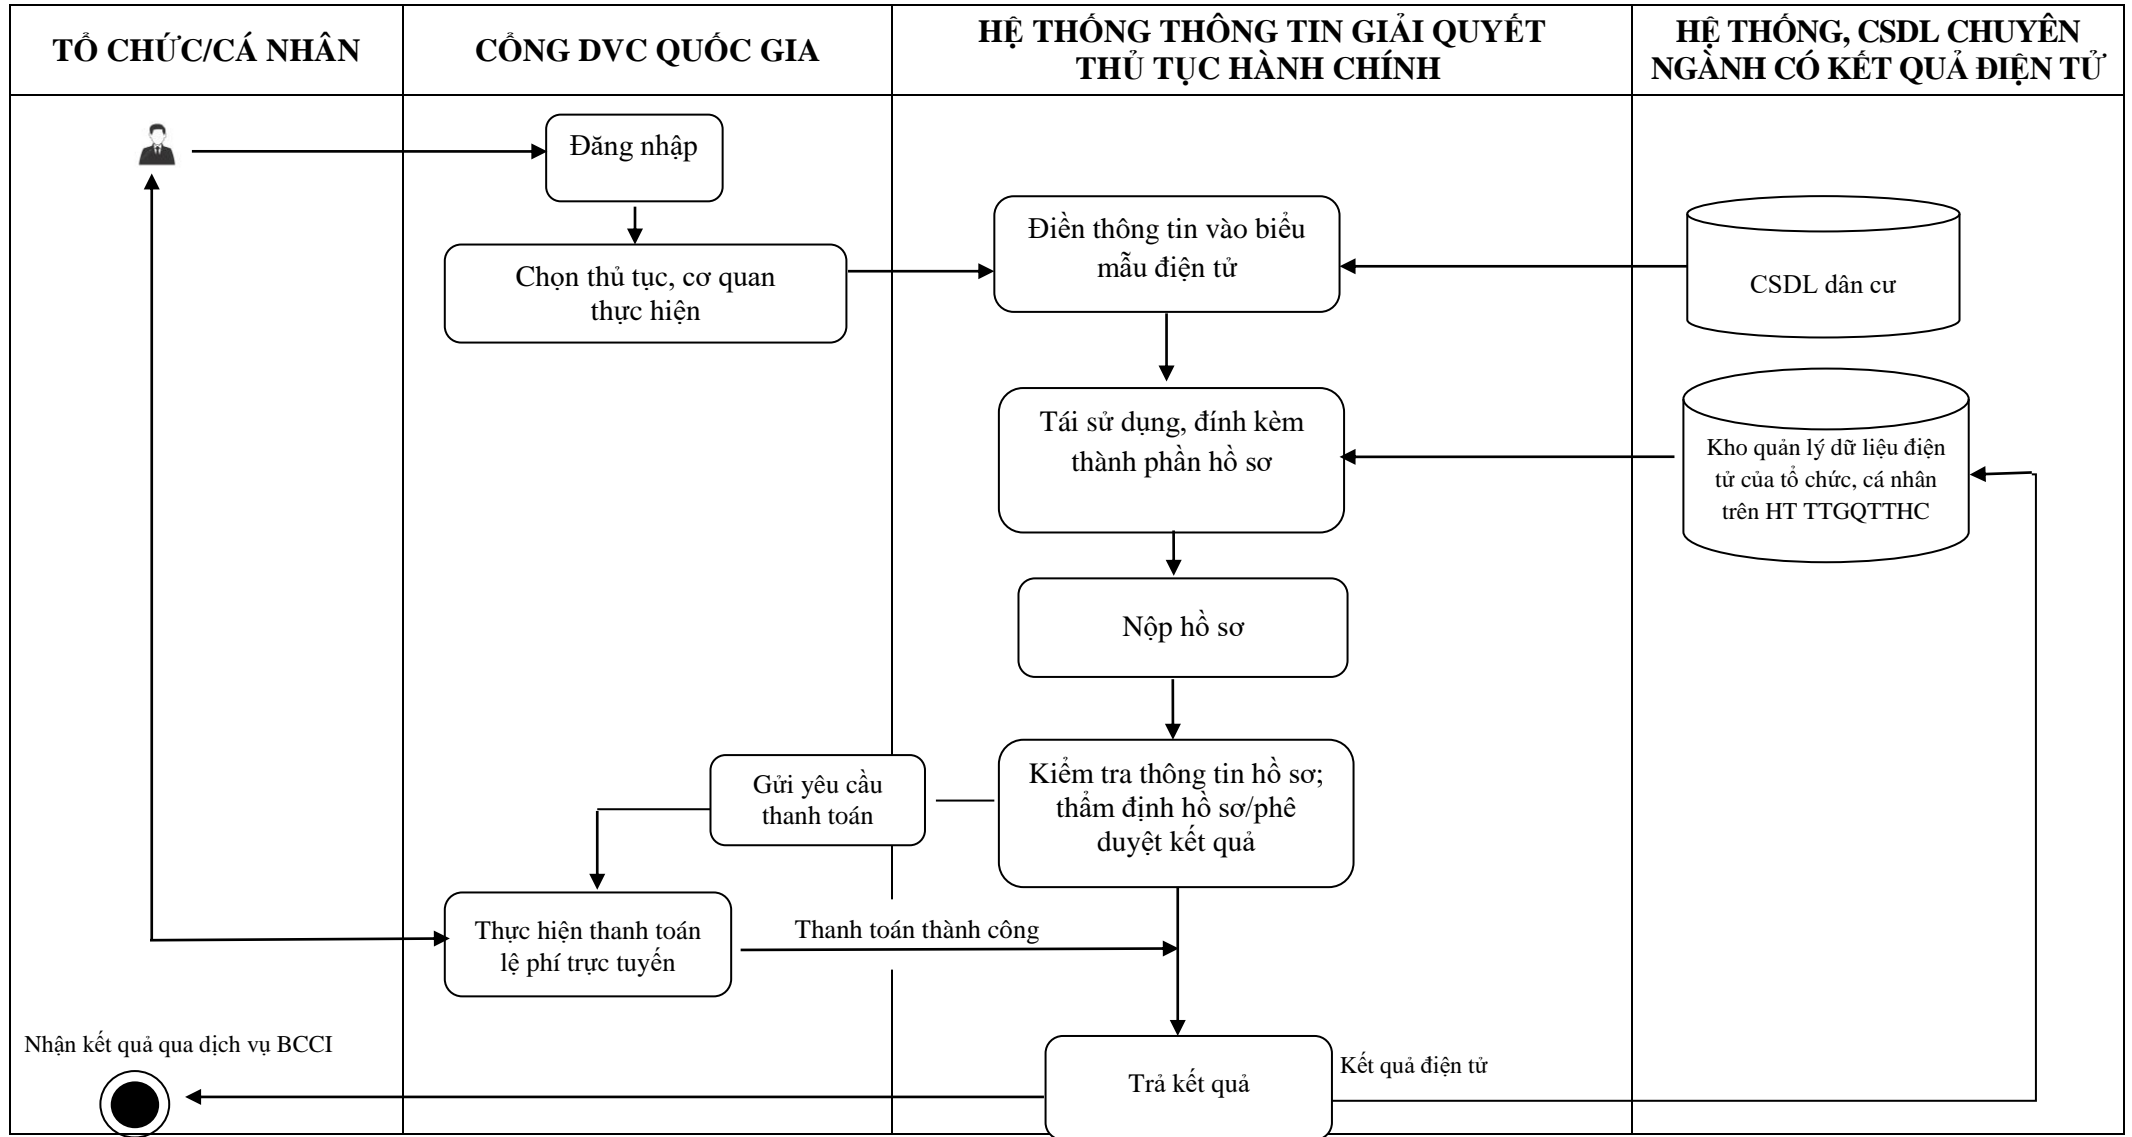 TỔ CHỨC/CÁ NHÂN
CỔNG DVC QUỐC GIA
HỆ THỐNG THÔNG TIN GIẢI QUYẾT
THỦ TỤC HÀNH CHÍNH
HỆ THỐNG, CSDL CHUYÊN
NGÀNH CÓ KẾT QUẢ ĐIỆN TỬ
Đăng nhập
Chọn thủ tục, cơ quan
thực hiện
Điền thông tin vào biểu
mẫu điện tử
CSDL dân cư
Tái sử dụng, đính kèm
thành phần hồ sơ
Kho quản lý dữ liệu điện
tử của tổ chức, cá nhân
trên HT TTGQTTHC
Nộp hồ sơ
Kiểm tra thông tin hồ sơ;
thẩm định hồ sơ/phê
duyệt kết quả
Gửi yêu cầu
thanh toán
Thực hiện thanh toán
lệ phí trực tuyến
Thanh toán thành công
Nhận kết quả qua dịch vụ BCCI
Trả kết quả
Kết quả điện tử